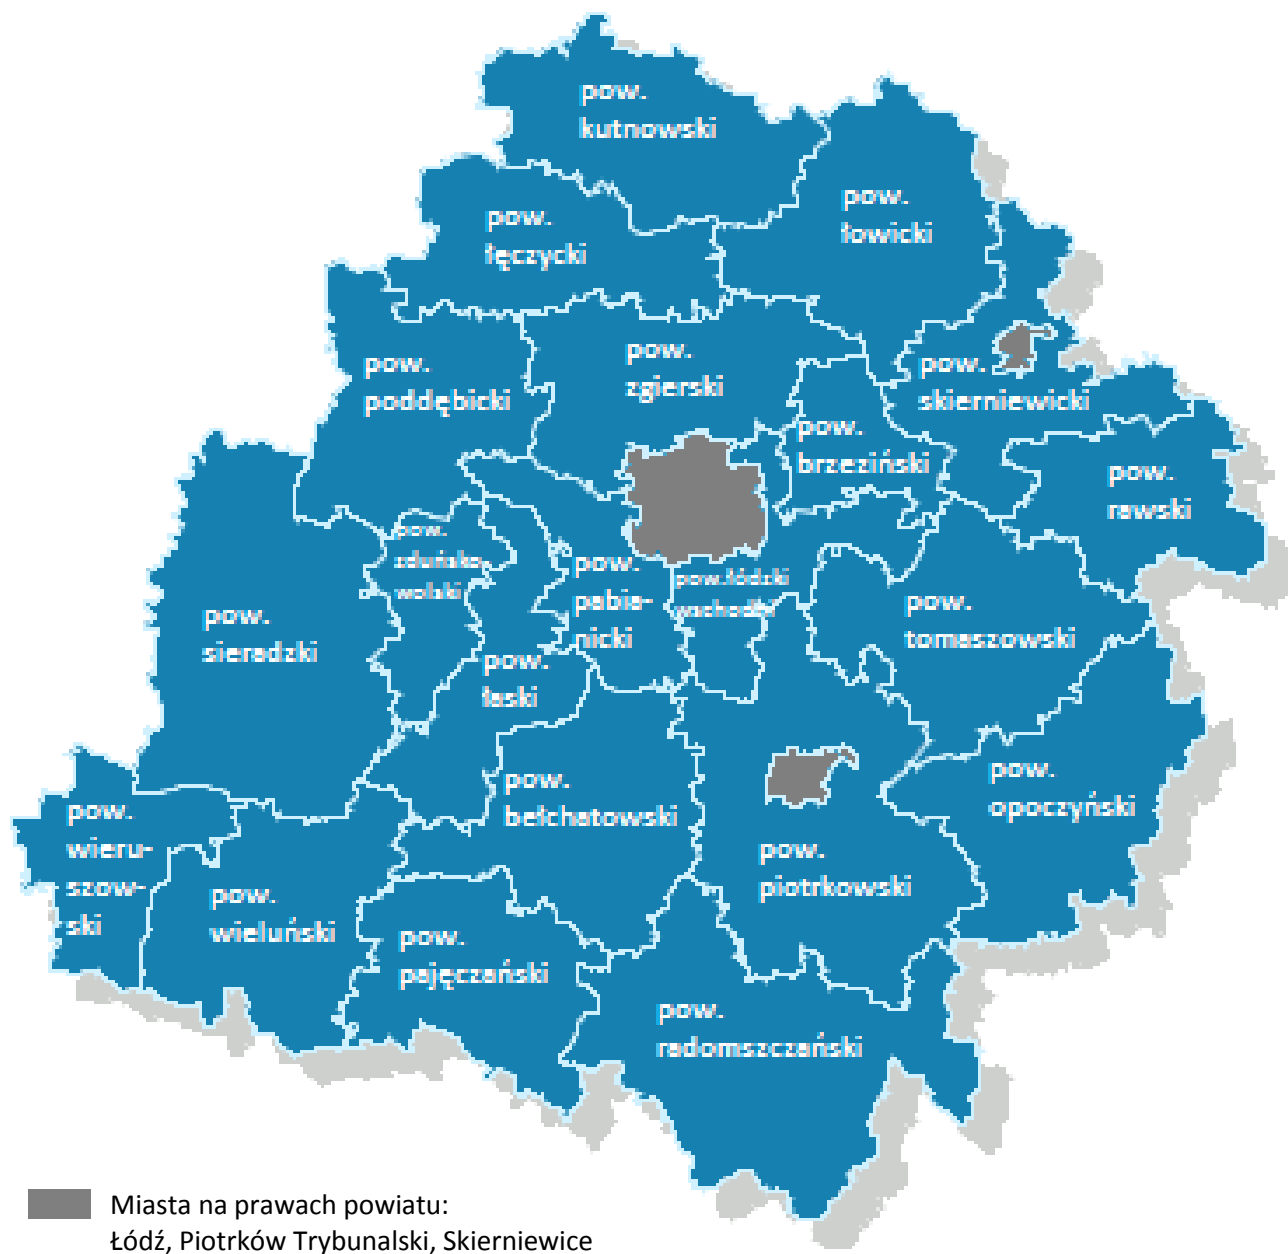 pow.
kutnowski
pow.
łowicki
pow.
łęczycki
pow.
zgierski
pow.
poddębicki
pow.
skierniewicki
pow.
brzeziński
pow.
rawski
pow.
zduńsko
wolski
pow.
pabia-
nicki
pow.łódzki
wschodni
pow.
tomaszowski
pow.
sieradzki
pow.
łaski
pow.
bełchatowski
pow.
opoczyński
pow.
wieru-
szow-
ski
pow.
piotrkowski
pow.
wieluński
pow.
pajęczański
pow.
radomszczański
Miasta na prawach powiatu:
Łódź, Piotrków Trybunalski, Skierniewice